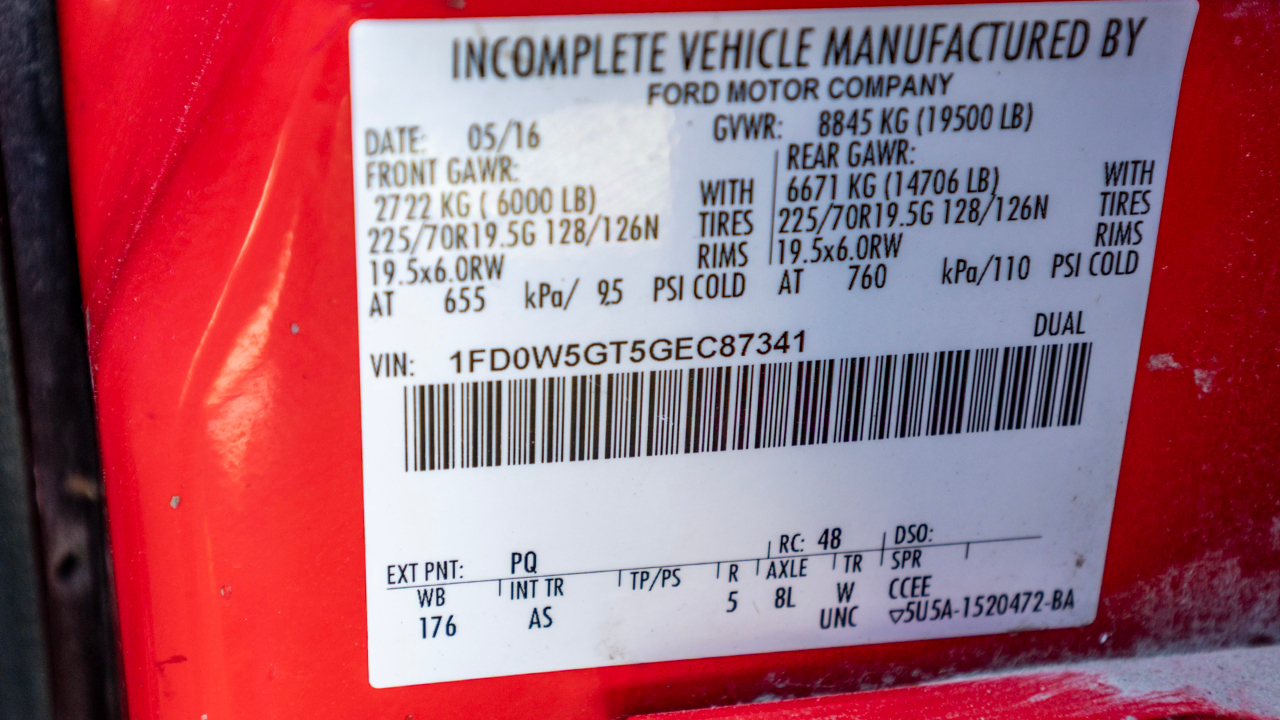 INCOMPLETE VEHICLE MANUFACTURED BY
FORD MOTOR COMPANY
DATE: 05/16 GVWR: 8845 KG (19500 LB)
FRONT GAWR: REAR GAWR:
2722 KG ( 6000 LB) WITH 6671 KG (14706 LB) WITH
225/70R19.5G 128/126N TIRES 225/70R19.5G 128/126N TIRES
19.5x6.0RW RIMS 19.5x6.0RW RIMS
AT 655 kPa/ 95 PSI COLD AT 760 kPa/110 PSI COLD
DUAL
VIN: 1FD0W5GT5GEC87341
EXT PNT: PQ RC: 48 DSO:
WB INT TR TP/PS R AXLE TR SPR
176 AS 5 8L W CCEE
UNC ▽5U5A-1520472-BA